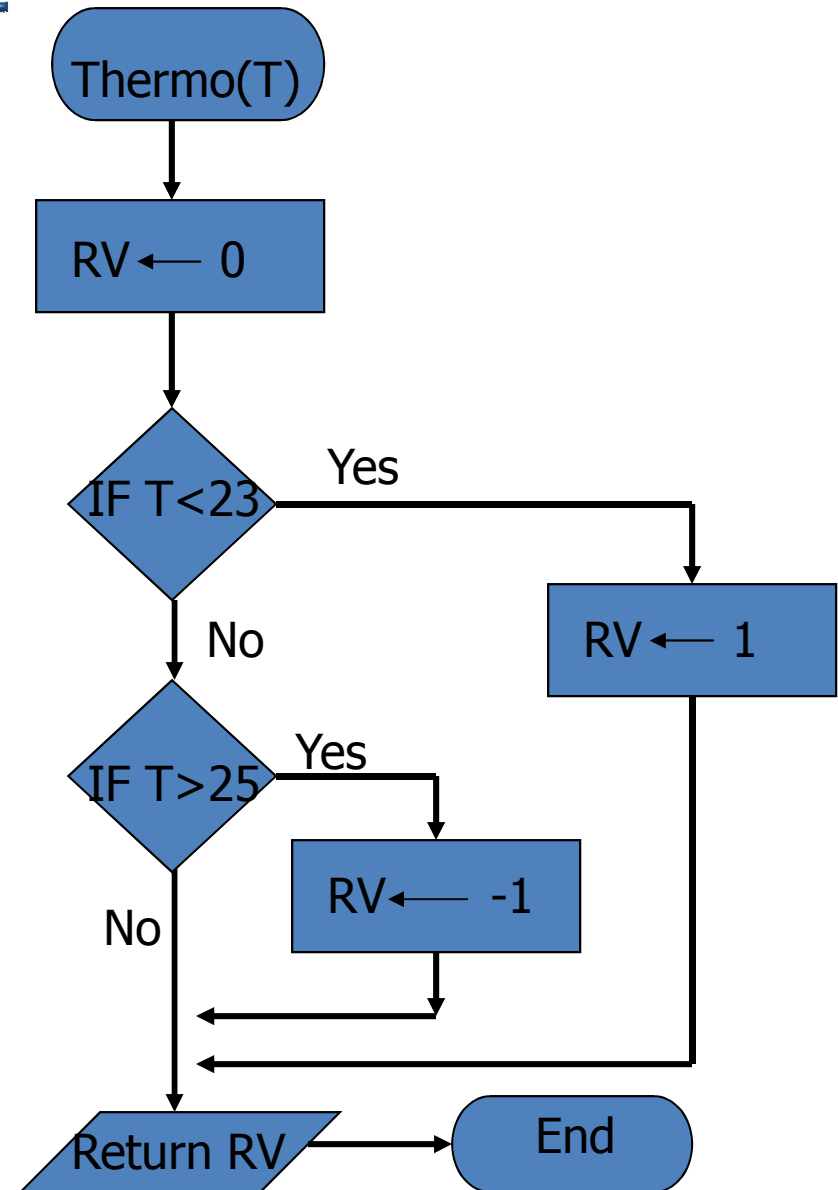 Thermo(T)
RV ← 0
IF T<23
Yes
No
RV ← 1
IF T>25
Yes
RV ← -1
No
Return RV
End